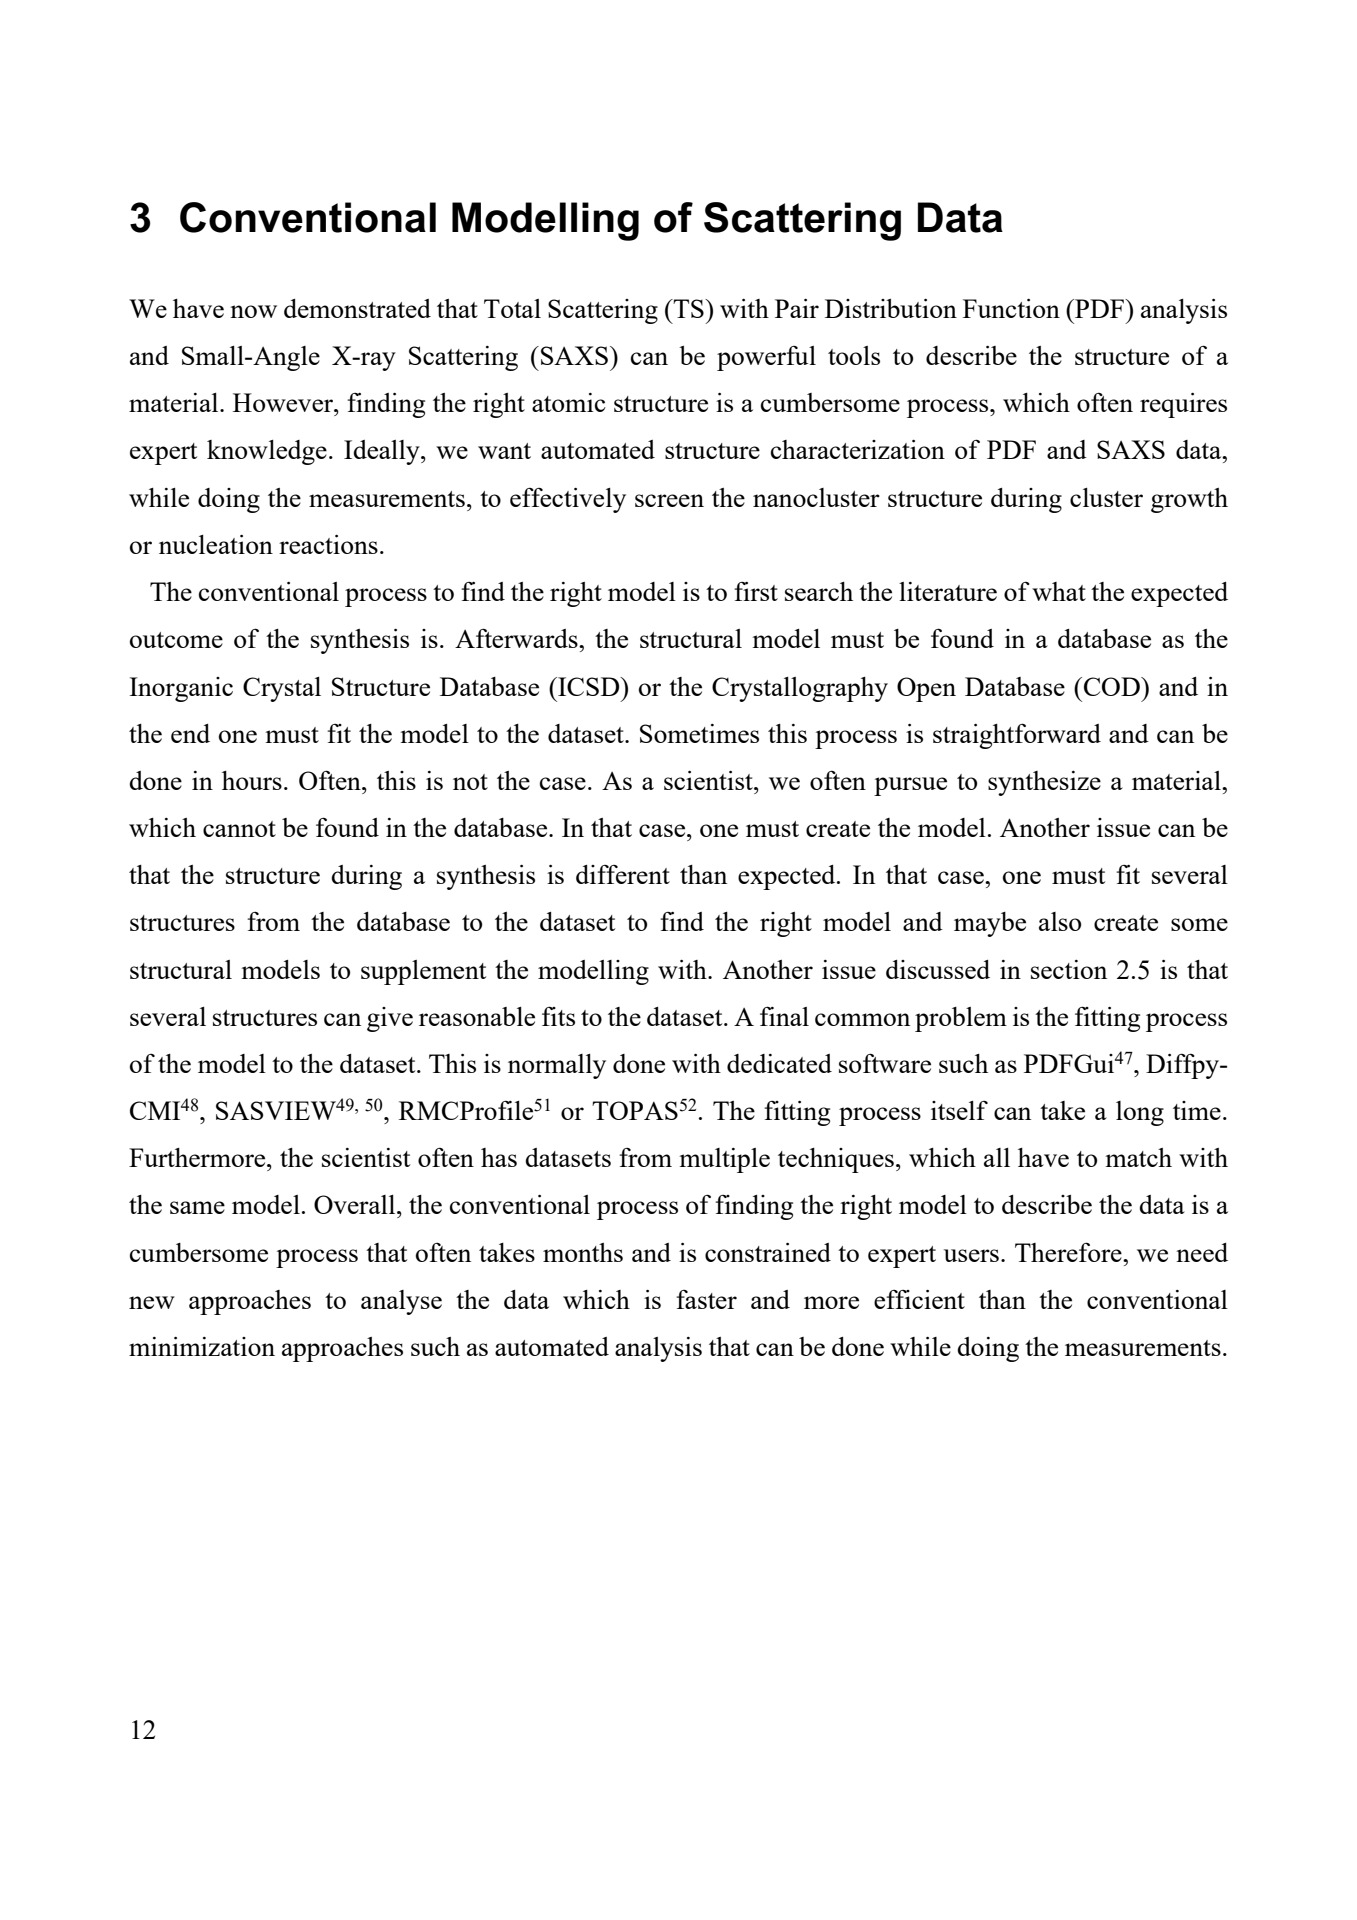 3 Conventional Modelling of Scattering Data
We have now demonstrated that Total Scattering (TS) with Pair Distribution Function (PDF) analysis
and Small-Angle X-ray Scattering (SAXS) can be powerful tools to describe the structure of a
material. However, finding the right atomic structure is a cumbersome process, which often requires
expert knowledge. Ideally, we want automated structure characterization of PDF and SAXS data,
while doing the measurements, to effectively screen the nanocluster structure during cluster growth
or nucleation reactions.
The conventional process to find the right model is to first search the literature of what the expected
outcome of the synthesis is. Afterwards, the structural model must be found in a database as the
Inorganic Crystal Structure Database (ICSD) or the Crystallography Open Database (COD) and in
the end one must fit the model to the dataset. Sometimes this process is straightforward and can be
done in hours. Often, this is not the case. As a scientist, we often pursue to synthesize a material,
which cannot be found in the database. In that case, one must create the model. Another issue can be
that the structure during a synthesis is different than expected. In that case, one must fit several
structures from the database to the dataset to find the right model and maybe also create some
structural models to supplement the modelling with. Another issue discussed in section 2.5 is that
several structures can give reasonable fits to the dataset. A final common problem is the fitting process
of the model to the dataset. This is normally done with dedicated software such as PDFGui47, Diffpy-
CMI48, SASVIEW49, 50, RMCProfile51 or TOPAS52. The fitting process itself can take a long time.
Furthermore, the scientist often has datasets from multiple techniques, which all have to match with
the same model. Overall, the conventional process of finding the right model to describe the data is a
cumbersome process that often takes months and is constrained to expert users. Therefore, we need
new approaches to analyse the data which is faster and more efficient than the conventional
minimization approaches such as automated analysis that can be done while doing the measurements.
12